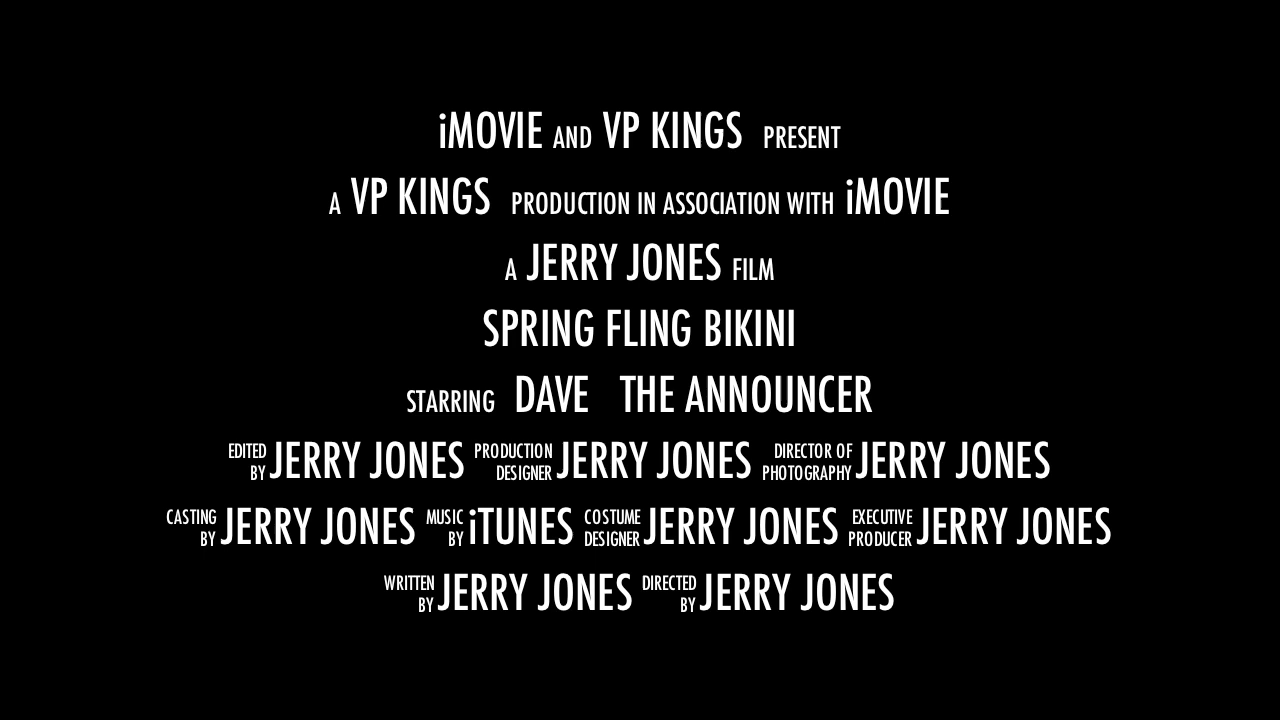 iMOVIE AND VP KINGS PRESENT
A VP KINGS PRODUCTION IN ASSOCIATION WITH iMOVIE
A JERRY JONES FILM
SPRING FLING BIKINI
STARRING DAVE THE ANNOUNCER
EDITED BY JERRY JONES PRODUCTION DESIGNER JERRY JONES DIRECTOR OF PHOTOGRAPHY JERRY JONES
CASTING BY JERRY JONES MUSIC BY iTUNES COSTUME DESIGNER JERRY JONES EXECUTIVE PRODUCER JERRY JONES
WRITTEN BY JERRY JONES DIRECTED BY JERRY JONES